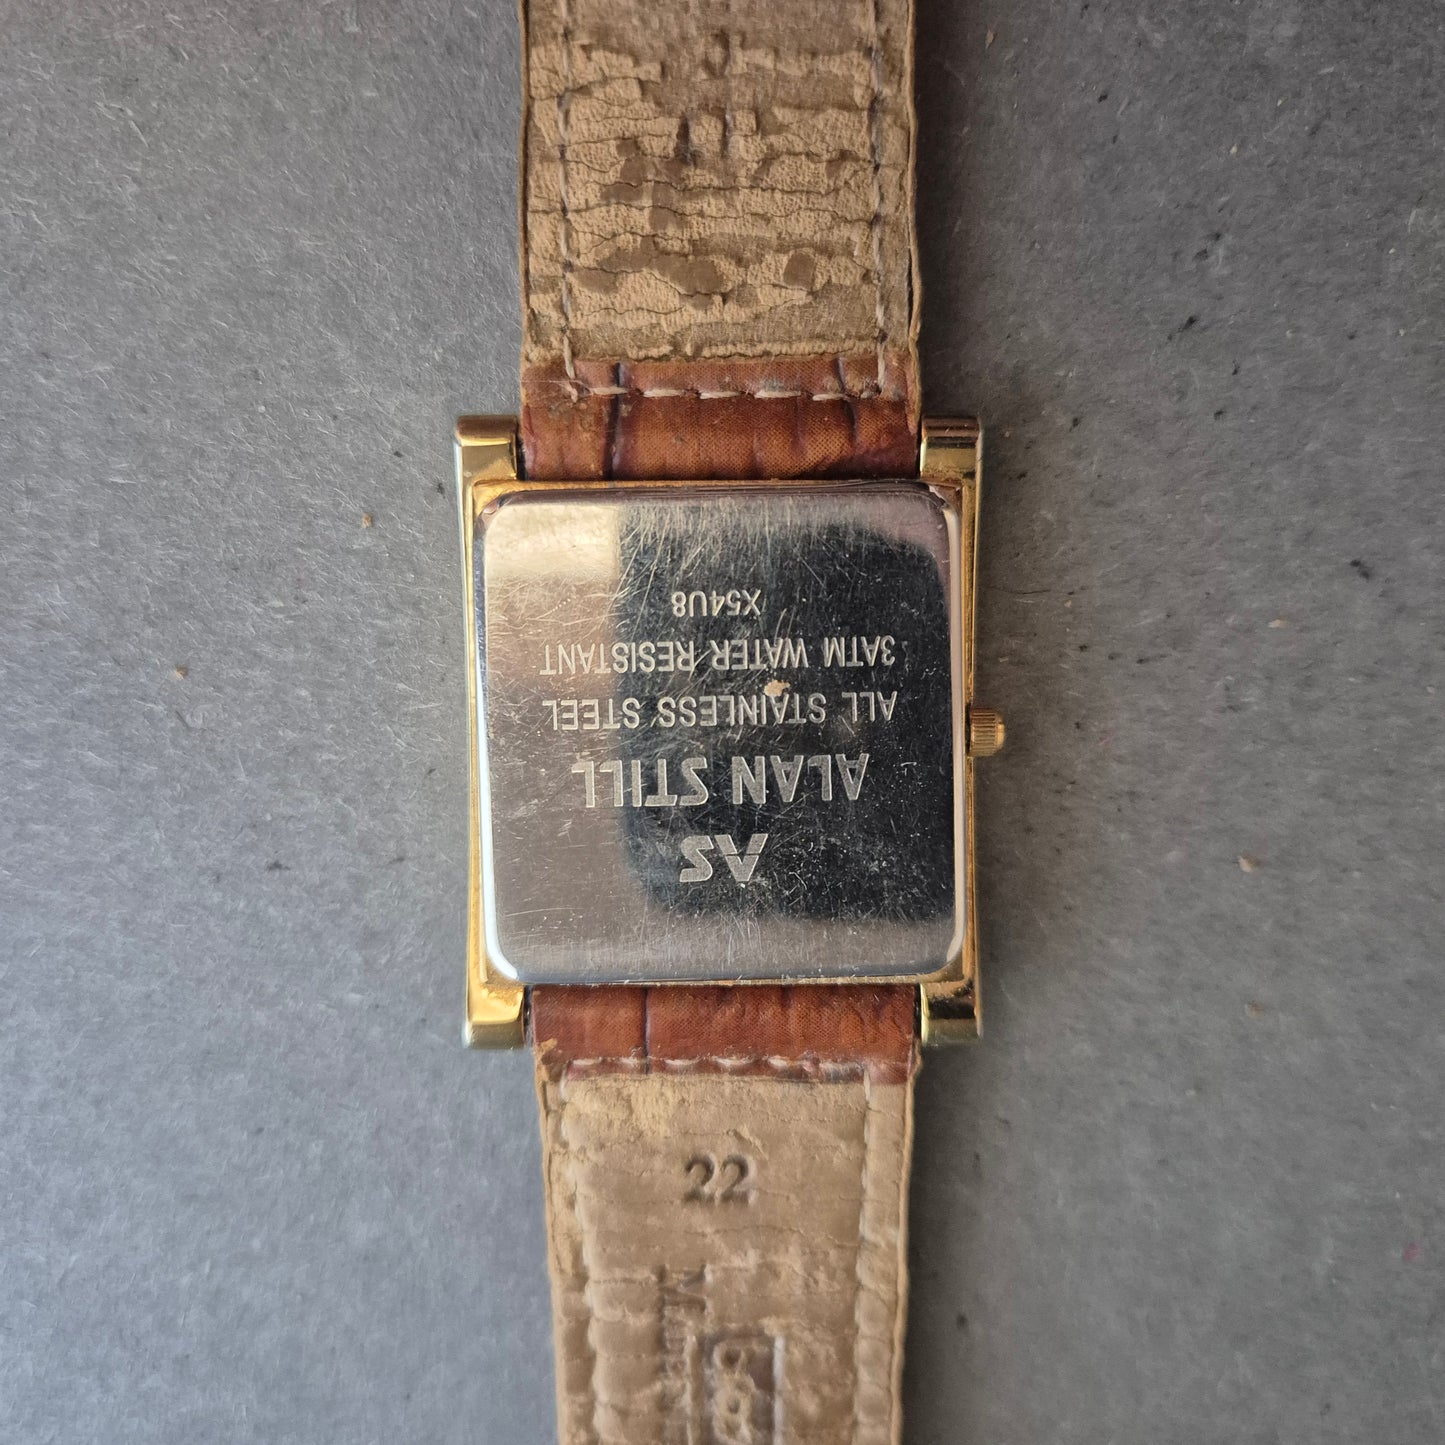 AS
ALAN STILL
ALL STAINLESS STEEL
3ATM WATER RESISTANT
X54U8
22